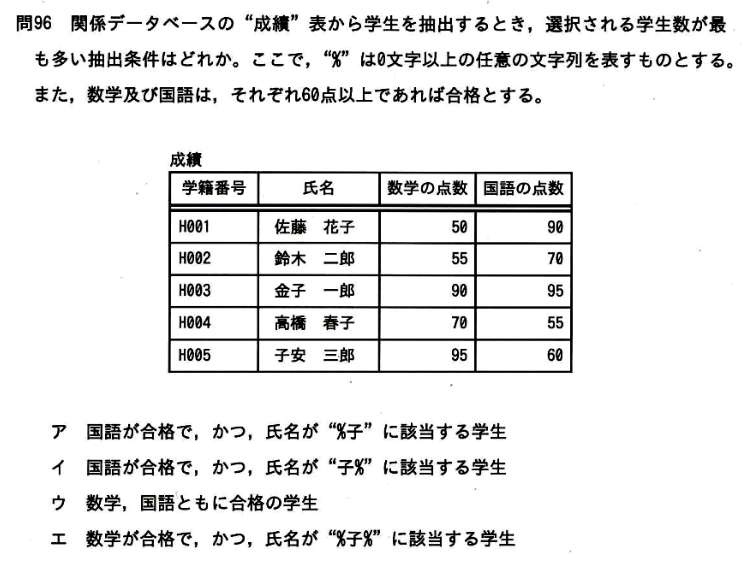 問96 関係データベースの“成績”表から学生を抽出するとき，選択される学生数が最
も多い抽出条件はどれか。ここで，“%”は0文字以上の任意の文字列を表すものとする。
また，数学及び国語は，それぞれ60点以上であれば合格とする。
成績
学籍番号 氏名 数学の点数 国語の点数
H001 佐藤 花子 50 90
H002 鈴木 二郎 55 70
H003 金子 一郎 90 95
H004 高橋 春子 70 55
H005 子安 三郎 95 60
ア 国語が合格で，かつ，氏名が“%子”に該当する学生
イ 国語が合格で，かつ，氏名が“子%”に該当する学生
ウ 数学，国語ともに合格の学生
エ 数学が合格で，かつ，氏名が“%子%”に該当する学生